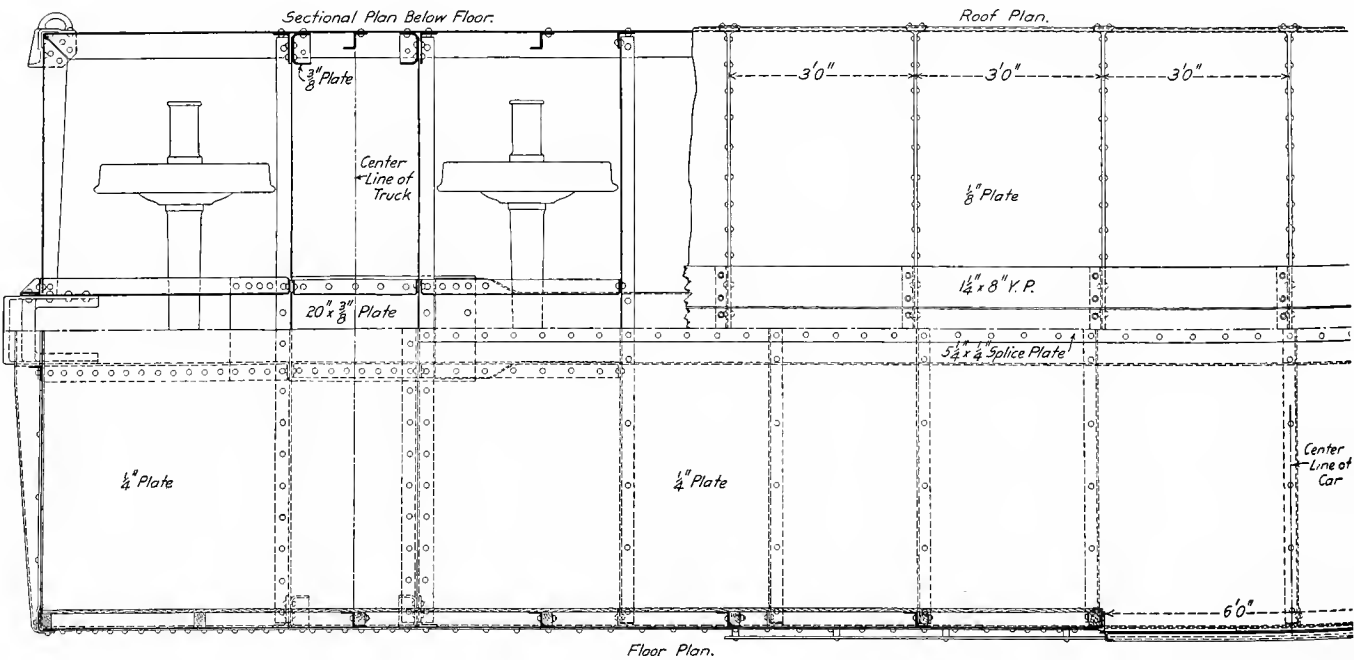 Sectional Plan Below Floor.
Roof Plan.
3/8" Plate
3'0"
3'0"
3'0"
Center
Line of
Truck
1/8" Plate
1 1/4" x 8" Y.P.
20" x 3/8" Plate
5 1/4" x 1/4" Splice Plate
1/4" Plate
1/4" Plate
Center
Line of
Car
6'0"
Floor Plan.